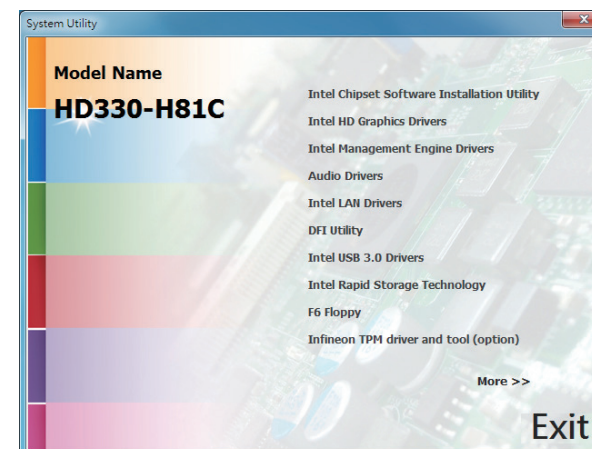 System Utility
Model Name
HD330-H81C
Intel Chipset Software Installation Utility
Intel HD Graphics Drivers
Intel Management Engine Drivers
Audio Drivers
Intel LAN Drivers
DFI Utility
Intel USB 3.0 Drivers
Intel Rapid Storage Technology
F6 Floppy
Infineon TPM driver and tool (option)
More >>
Exit